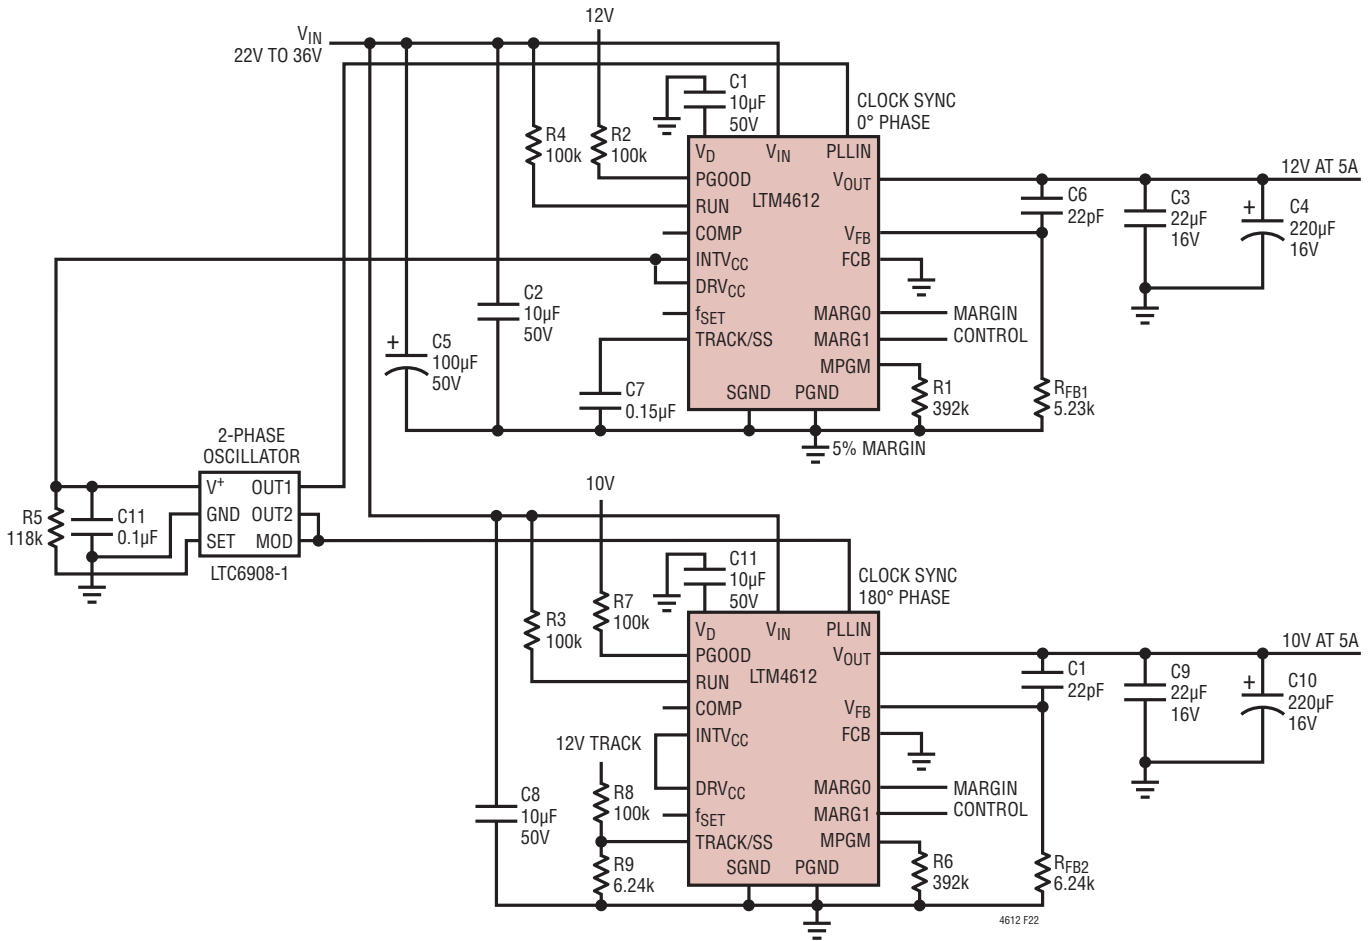 12V
VIN
22V TO 36V
C1
10µF
50V
CLOCK SYNC
0° PHASE
R4
100k
R2
100k
VD
VIN
PLLIN
PGOOD
VOUT
12V AT 5A
RUN
LTM4612
C6
22pF
C3
22µF
16V
+
C4
220µF
16V
COMP
VFB
INTVCC
FCB
DRVCC
C2
10µF
50V
fSET
MARG0
MARGIN
CONTROL
+
C5
100µF
50V
TRACK/SS
MARG1
MPGM
C7
0.15µF
SGND
PGND
R1
392k
RFB1
5.23k
5% MARGIN
2-PHASE
OSCILLATOR
V+
OUT1
GND
OUT2
SET
MOD
LTC6908-1
R5
118k
C11
0.1µF
10V
C11
10µF
50V
CLOCK SYNC
180° PHASE
R3
100k
R7
100k
VD
VIN
PLLIN
PGOOD
VOUT
10V AT 5A
RUN
LTM4612
C1
22pF
C9
22µF
16V
+
C10
220µF
16V
COMP
VFB
INTVCC
FCB
12V TRACK
DRVCC
MARG0
MARGIN
CONTROL
C8
10µF
50V
R8
100k
fSET
MARG1
TRACK/SS
MPGM
R9
6.24k
SGND
PGND
R6
392k
RFB2
6.24k
4612 F22